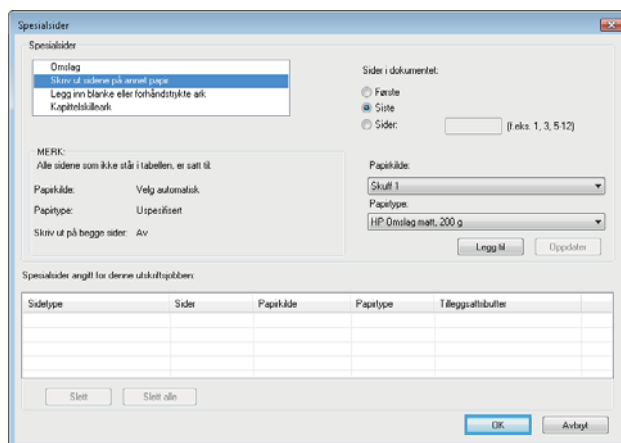 Spesialsider
Spesialsider
Omslag
Skriv ut sidene på annet papir
Legg inn blanke eller forhåndstrykte ark
Kapittelskilleark
Sider i dokumentet:
Første
Siste
Sider:
(f.eks. 1, 3, 5-12)
MERK:
Alle sidene som ikke står i tabellen, er satt til:
Papirkilde: Velg automatisk
Papirtype: Uspesifisert
Skriv ut på begge sider: Av
Papirkilde:
Skuff 1
Papirtype:
HP Omslag matt, 200 g
Legg til Oppdater
Spesialsider angitt for denne utskriftsjobben:
Sidetype Sider Papirkilde Papirtype Tilleggsattributter
Slett Slett alle
OK Avbryt